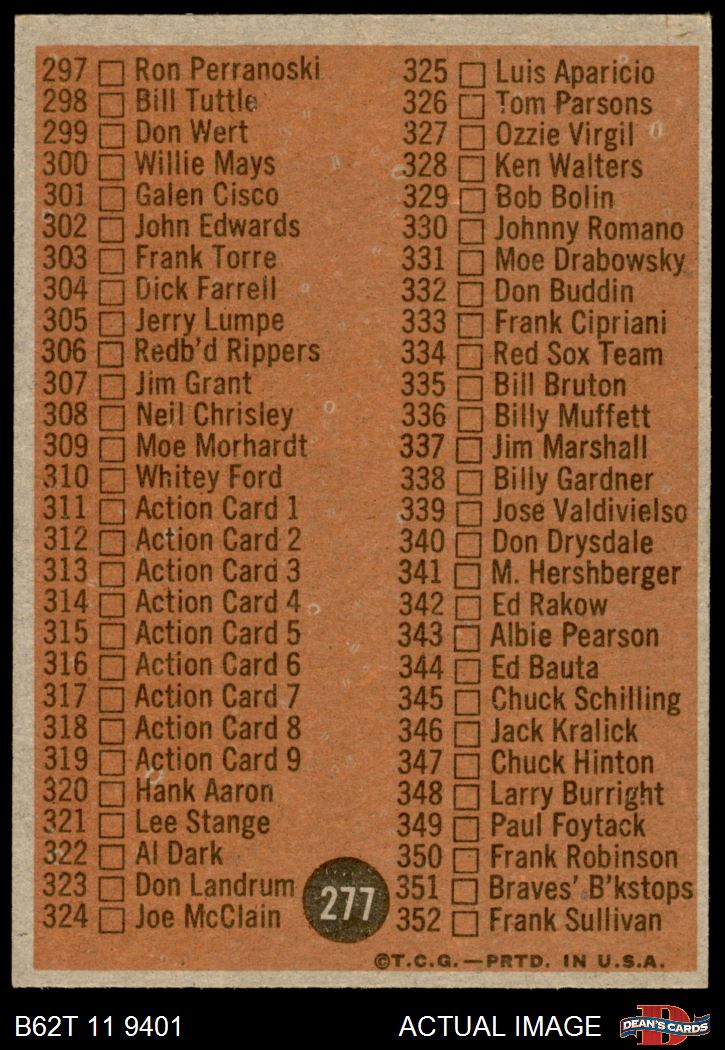 297 Ron Perranoski
298 Bill Tuttle
299 Don Wert
300 Willie Mays
301 Galen Cisco
302 John Edwards
303 Frank Torre
304 Dick Farrell
305 Jerry Lumpe
306 Redb'd Rippers
307 Jim Grant
308 Neil Chrisley
309 Moe Morhardt
310 Whitey Ford
311 Action Card 1
312 Action Card 2
313 Action Card 3
314 Action Card 4
315 Action Card 5
316 Action Card 6
317 Action Card 7
318 Action Card 8
319 Action Card 9
320 Hank Aaron
321 Lee Stange
322 Al Dark
323 Don Landrum
324 Joe McClain
325 Luis Aparicio
326 Tom Parsons
327 Ozzie Virgil
328 Ken Walters
329 Bob Bolin
330 Johnny Romano
331 Moe Drabowsky
332 Don Buddin
333 Frank Cipriani
334 Red Sox Team
335 Bill Bruton
336 Billy Muffett
337 Jim Marshall
338 Billy Gardner
339 Jose Valdivielso
340 Don Drysdale
341 M. Hershberger
342 Ed Rakow
343 Albie Pearson
344 Ed Bauta
345 Chuck Schilling
346 Jack Kralick
347 Chuck Hinton
348 Larry Burright
349 Paul Foytack
350 Frank Robinson
351 Braves' B'kstops
352 Frank Sullivan
277
©T.C.G.—PRTD. IN U.S.A.
B62T 11 9401
ACTUAL IMAGE
D
DEAN'S CARDS